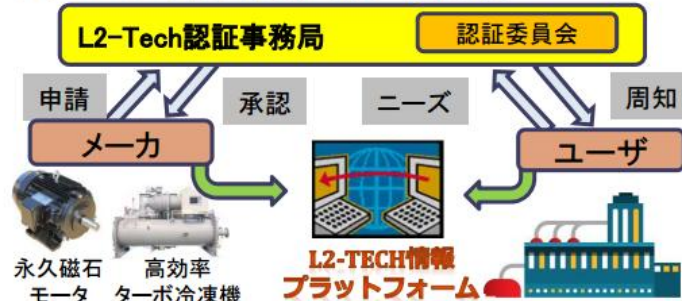 L2-Tech認証事務局
認証委員会
申請
承認
ニーズ
周知
メーカ
ユーザ
永久磁石
モータ
高効率
ターボ冷凍機
L2-TECH情報
プラットフォーム